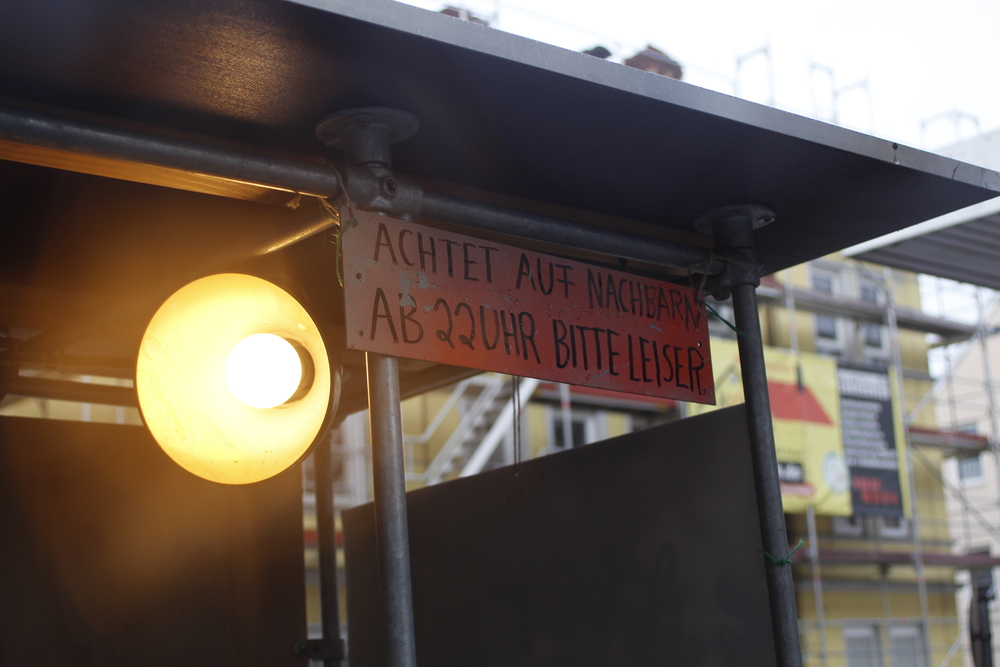 ACHTET AUF NACHBARN
AB 22UHR BITTE LEISER